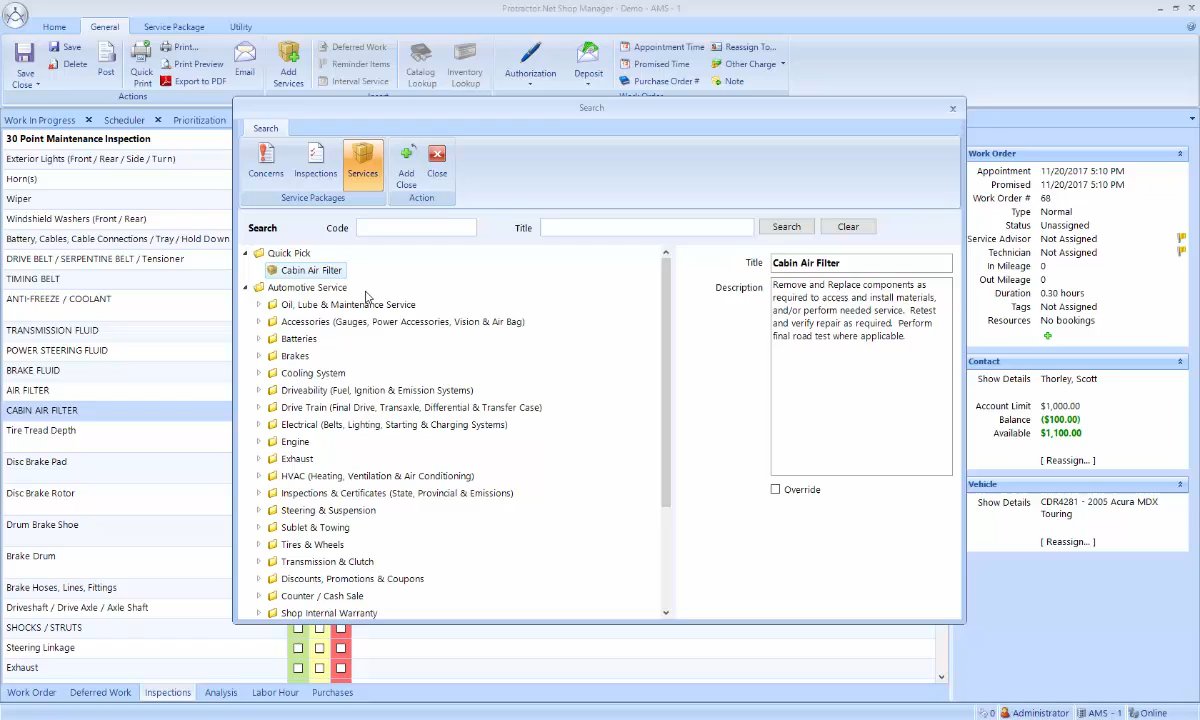 Protractor.Net Shop Manager - Demo - AMS - 1
Home General Service Package Utility
Save Close
Save
Delete
Post
Quick Print
Print...
Print Preview
Export to PDF
Email
Actions
Add Services
Deferred Work
Reminder Items
Interval Service
Catalog Lookup
Inventory Lookup
Authorization
Deposit
Appointment Time
Promised Time
Purchase Order #
Reassign To...
Other Charge
Note
Work In Progress Scheduler Prioritization
30 Point Maintenance Inspection
Exterior Lights (Front / Rear / Side / Turn)
Horn(s)
Wiper
Windshield Washers (Front / Rear)
Battery, Cables, Cable Connections / Tray / Hold Down
DRIVE BELT / SERPENTINE BELT / Tensioner
TIMING BELT
ANTI-FREEZE / COOLANT
TRANSMISSION FLUID
POWER STEERING FLUID
BRAKE FLUID
AIR FILTER
CABIN AIR FILTER
Tire Tread Depth
Disc Brake Pad
Disc Brake Rotor
Drum Brake Shoe
Brake Drum
Brake Hoses, Lines, Fittings
Driveshaft / Drive Axle / Axle Shaft
SHOCKS / STRUTS
Steering Linkage
Exhaust
Search
Search
Concerns
Inspections
Services
Add Close
Close
Service Packages
Action
Search Code Title Search Clear
Quick Pick
Cabin Air Filter
Automotive Service
Oil, Lube & Maintenance Service
Accessories (Gauges, Power Accessories, Vision & Air Bag)
Batteries
Brakes
Cooling System
Driveability (Fuel, Ignition & Emission Systems)
Drive Train (Final Drive, Transaxle, Differential & Transfer Case)
Electrical (Belts, Lighting, Starting & Charging Systems)
Engine
Exhaust
HVAC (Heating, Ventilation & Air Conditioning)
Inspections & Certificates (State, Provincial & Emissions)
Steering & Suspension
Sublet & Towing
Tires & Wheels
Transmission & Clutch
Discounts, Promotions & Coupons
Counter / Cash Sale
Shop Internal Warranty
Title Cabin Air Filter
Description Remove and Replace components as
required to access and install materials,
and/or perform needed service. Retest
and verify repair as required. Perform
final road test where applicable.
Override
Work Order
Appointment 11/20/2017 5:10 PM
Promised 11/20/2017 5:10 PM
Work Order # 68
Type Normal
Status Unassigned
Service Advisor Not Assigned
Technician Not Assigned
In Mileage 0
Out Mileage 0
Duration 0.30 hours
Tags Not Assigned
Resources No bookings
Contact
Show Details Thorley, Scott
Account Limit $1,000.00
Balance ($100.00)
Available $1,100.00
[ Reassign... ]
Vehicle
Show Details CDR4281 - 2005 Acura MDX
Touring
[ Reassign... ]
Work Order Deferred Work Inspections Analysis Labor Hour Purchases
0 Administrator AMS - 1 Online